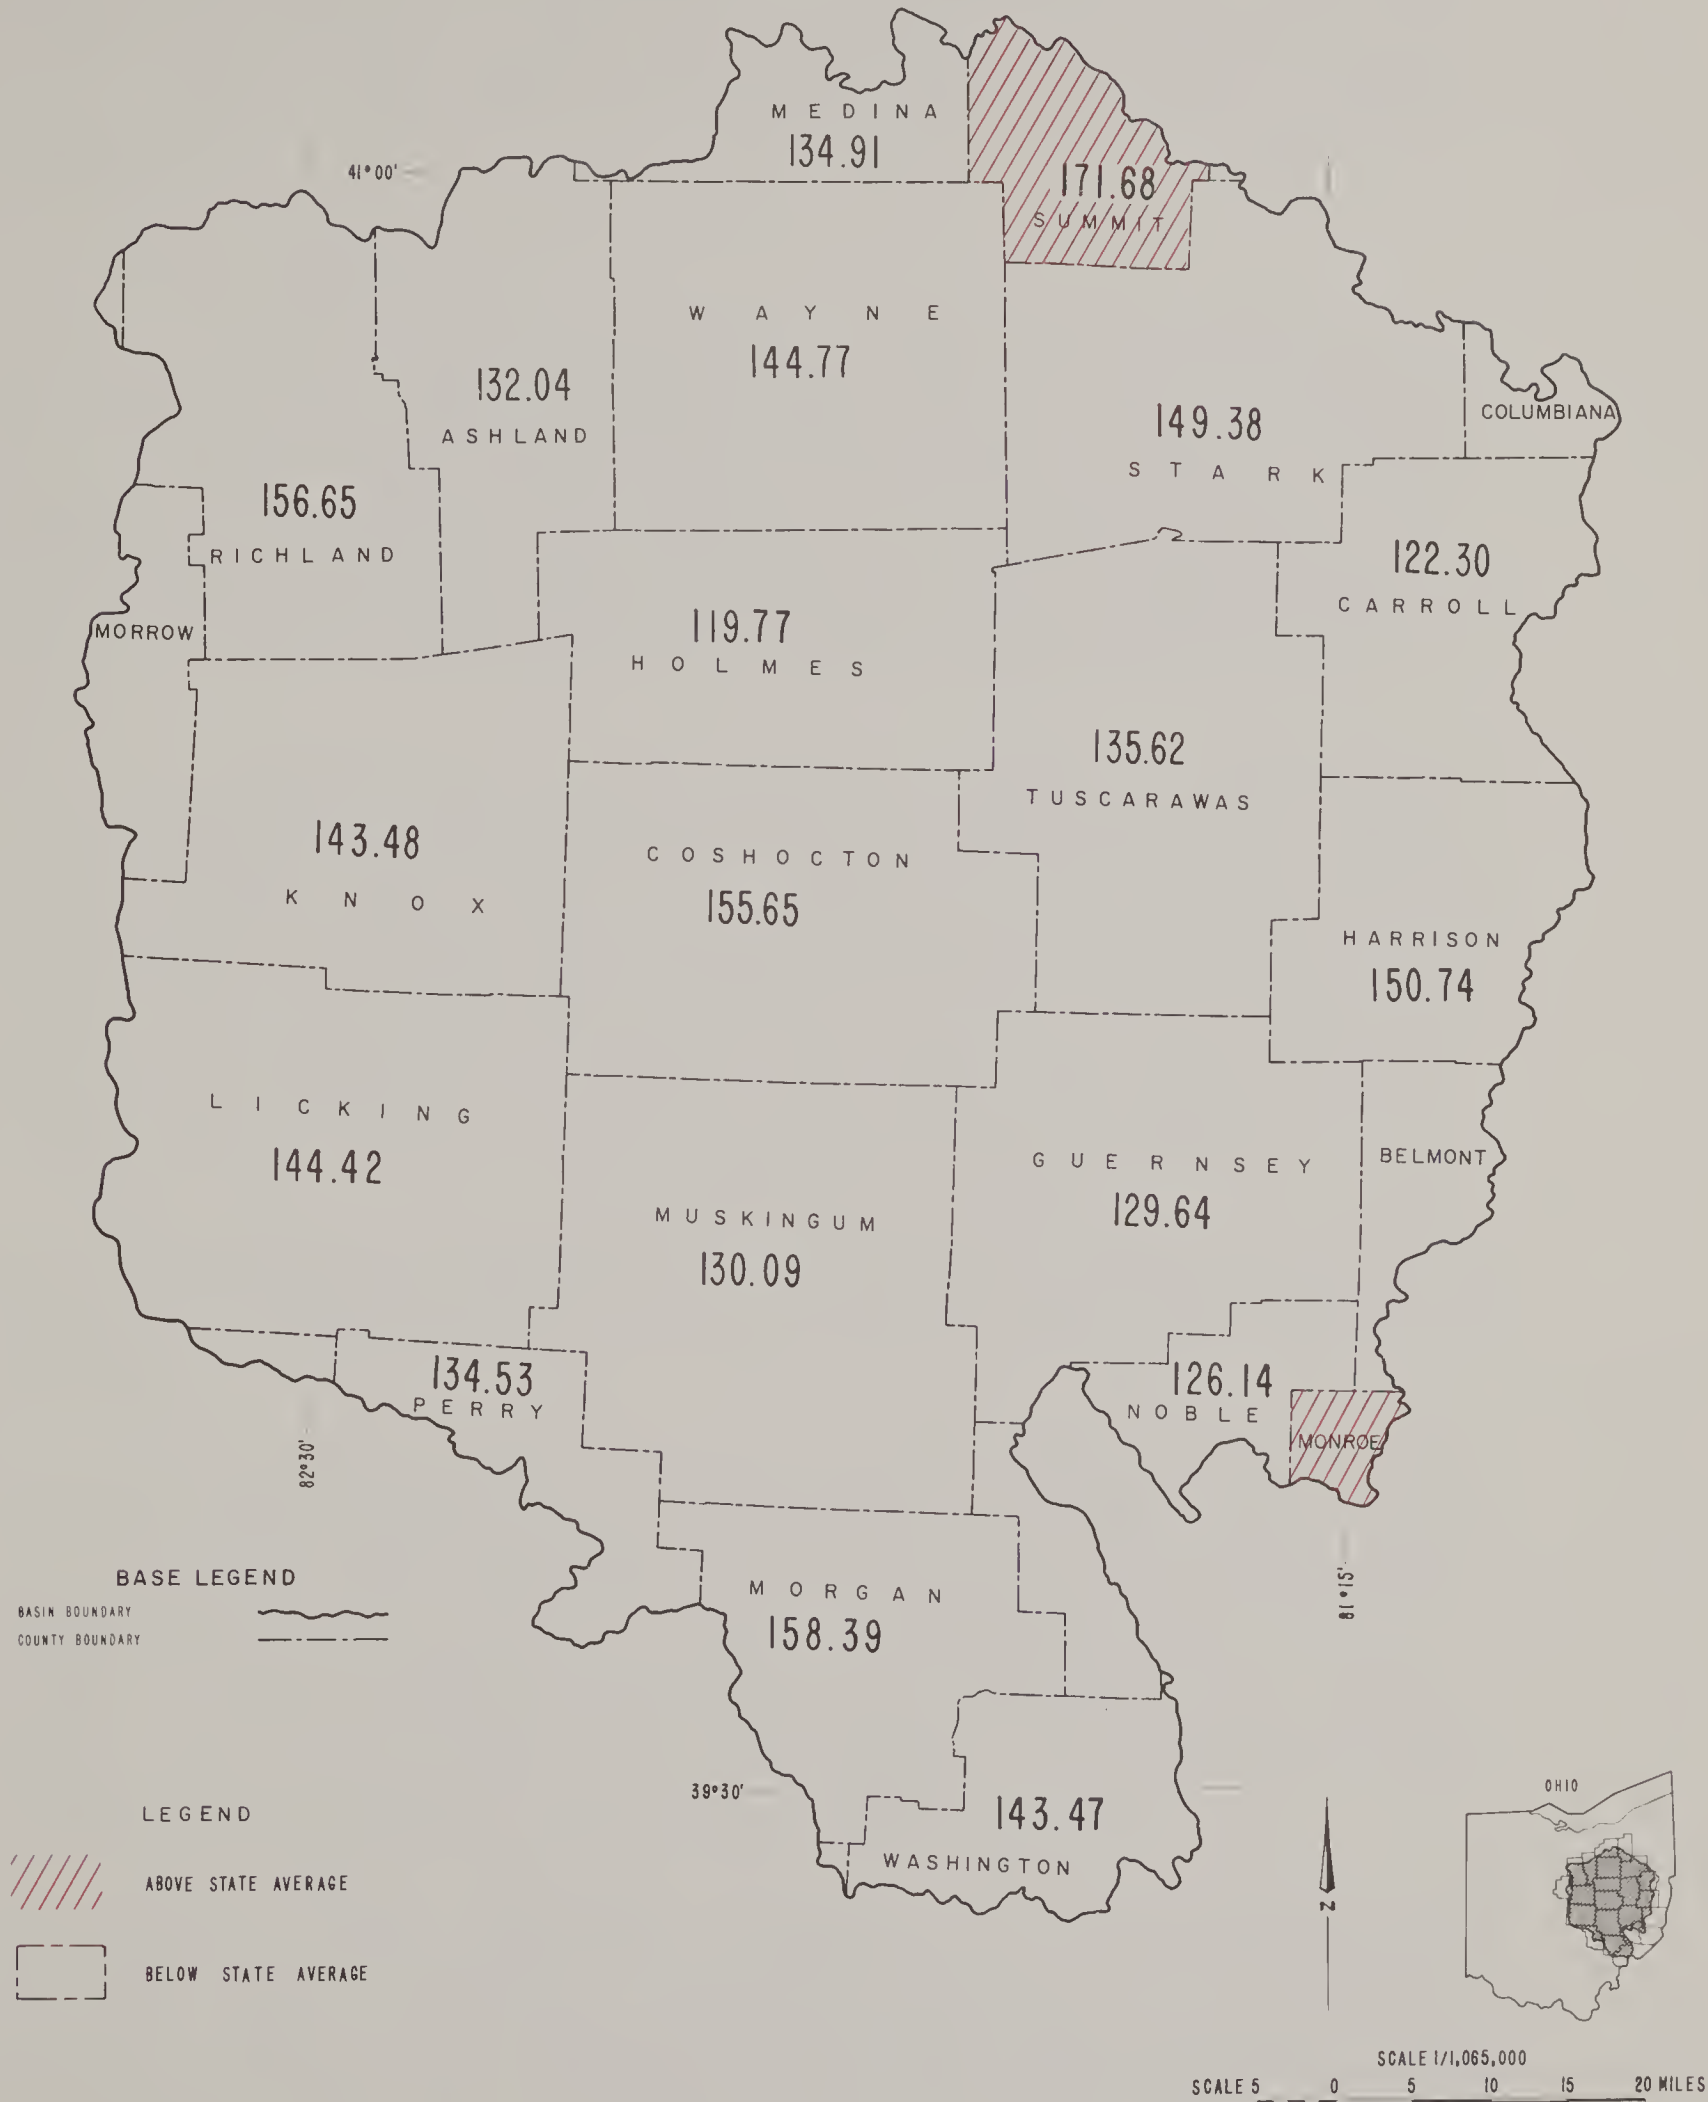 MEDINA
134.91
41°00'
171.68
SUMMIT
WAYNE
144.77
132.04
ASHLAND
149.38
STARK
COLUMBIANA
156.65
RICHLAND
122.30
CARROLL
MORROW
119.77
HOLMES
135.62
TUSCARAWAS
143.48
KNOX
COSHOCTON
155.65
HARRISON
150.74
LICKING
144.42
GUERNSEY
129.64
BELMONT
MUSKINGUM
130.09
134.53
PERRY
126.14
NOBLE
MONROE
82°30'
81°15'
BASE LEGEND
BASIN BOUNDARY
COUNTY BOUNDARY
MORGAN
158.39
39°30'
143.47
WASHINGTON
LEGEND
ABOVE STATE AVERAGE
BELOW STATE AVERAGE
N
OHIO
SCALE 1/1,065,000
SCALE 5 0 5 10 15 20 MILES